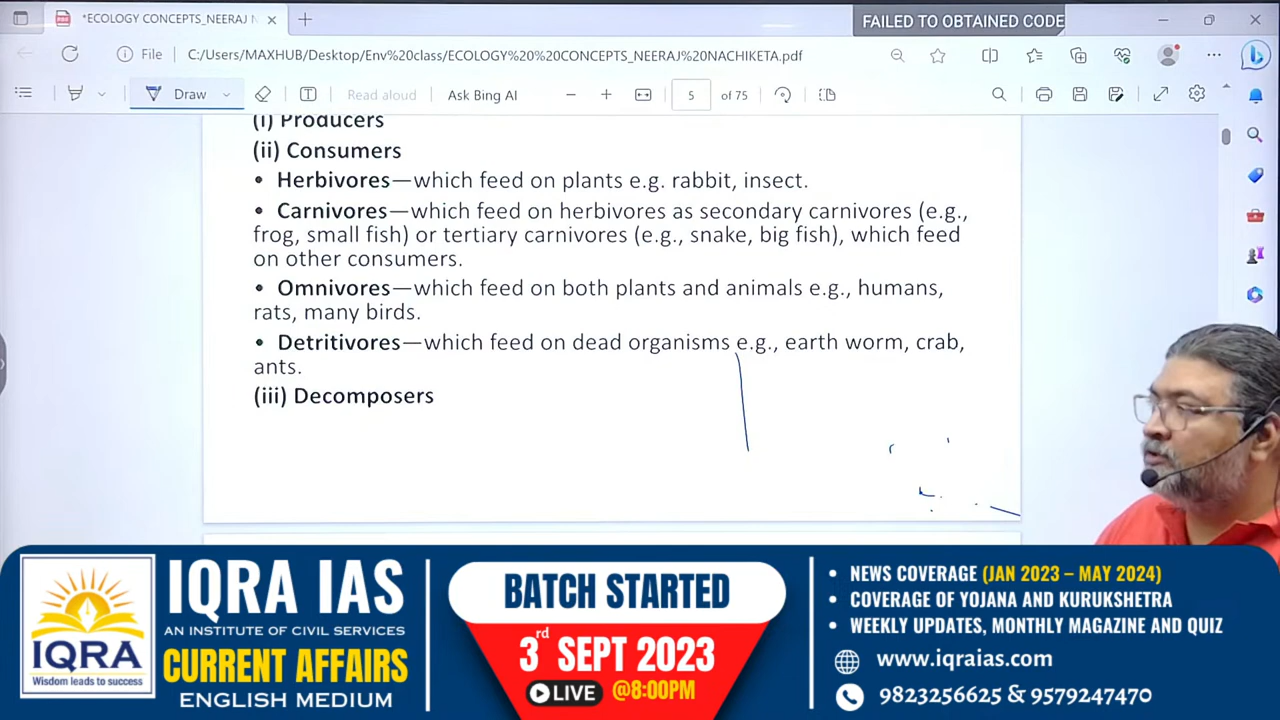 *ECOLOGY CONCEPTS_NEERAJ N
FAILED TO OBTAINED CODE
File C:/Users/MAXHUB/Desktop/Env%20class/ECOLOGY%20%20CONCEPTS_NEERAJ%20NACHIKETA.pdf
Draw Read aloud Ask Bing AI 5 of 75
(i) Producers
(ii) Consumers
• Herbivores—which feed on plants e.g. rabbit, insect.
• Carnivores—which feed on herbivores as secondary carnivores (e.g.,
frog, small fish) or tertiary carnivores (e.g., snake, big fish), which feed
on other consumers.
• Omnivores—which feed on both plants and animals e.g., humans,
rats, many birds.
• Detritivores—which feed on dead organisms e.g., earth worm, crab,
ants.
(iii) Decomposers
IQRA
Wisdom leads to success
IQRA IAS
AN INSTITUTE OF CIVIL SERVICES
CURRENT AFFAIRS
ENGLISH MEDIUM
BATCH STARTED
3rd SEPT 2023
LIVE @8:00PM
• NEWS COVERAGE (JAN 2023 – MAY 2024)
• COVERAGE OF YOJANA AND KURUKSHETRA
• WEEKLY UPDATES, MONTHLY MAGAZINE AND QUIZ
www.iqraias.com
9823256625 & 9579247470